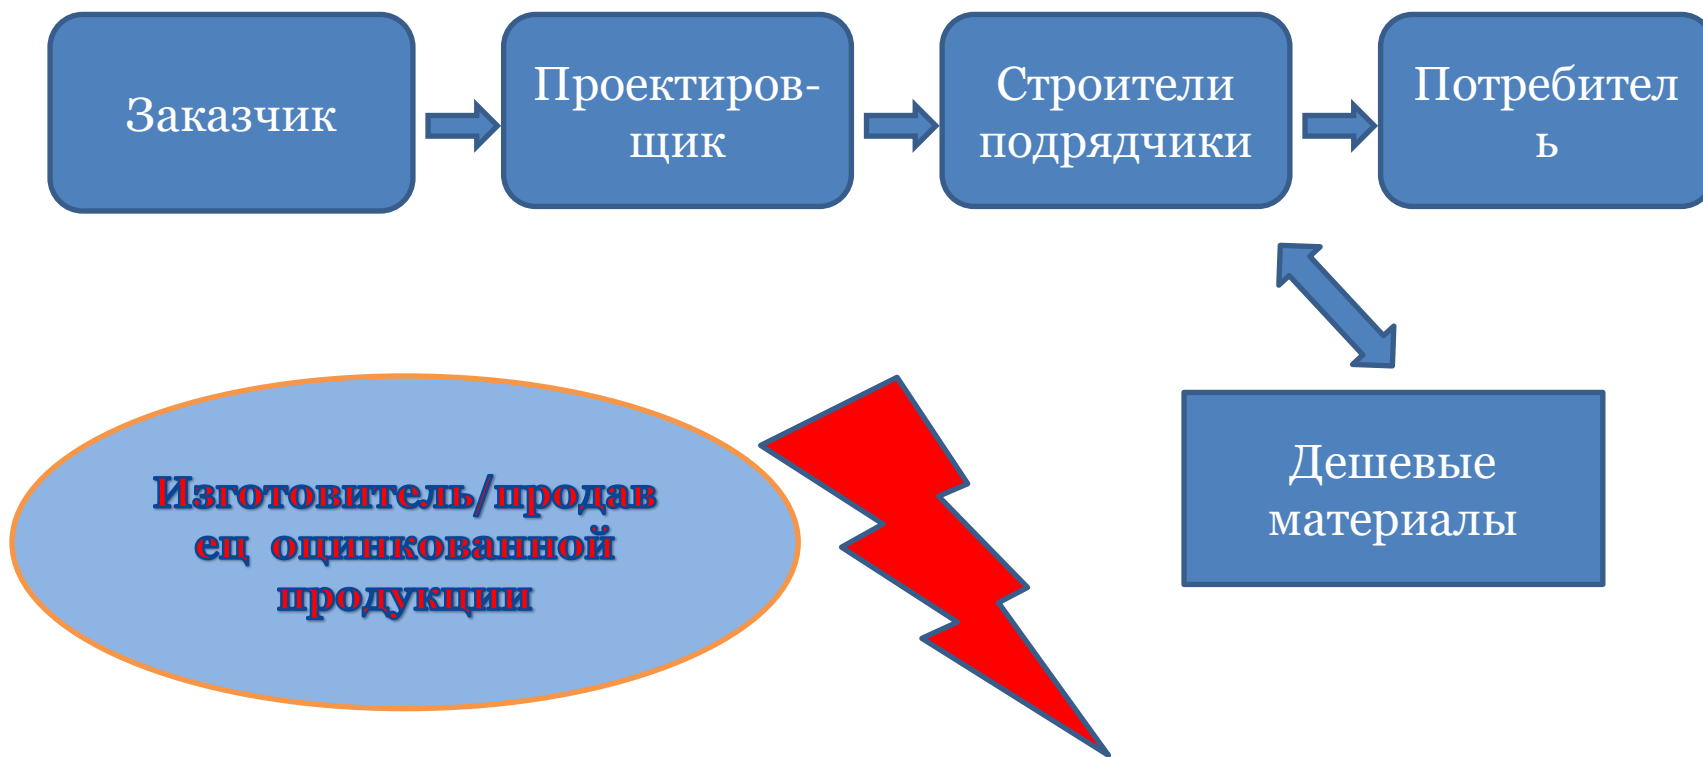 Заказчик
Проектиров-
щик
Строители
подрядчики
Потребител
ь
Дешевые
материалы
Изготовитель/продав
ец оцинкованной
продукции